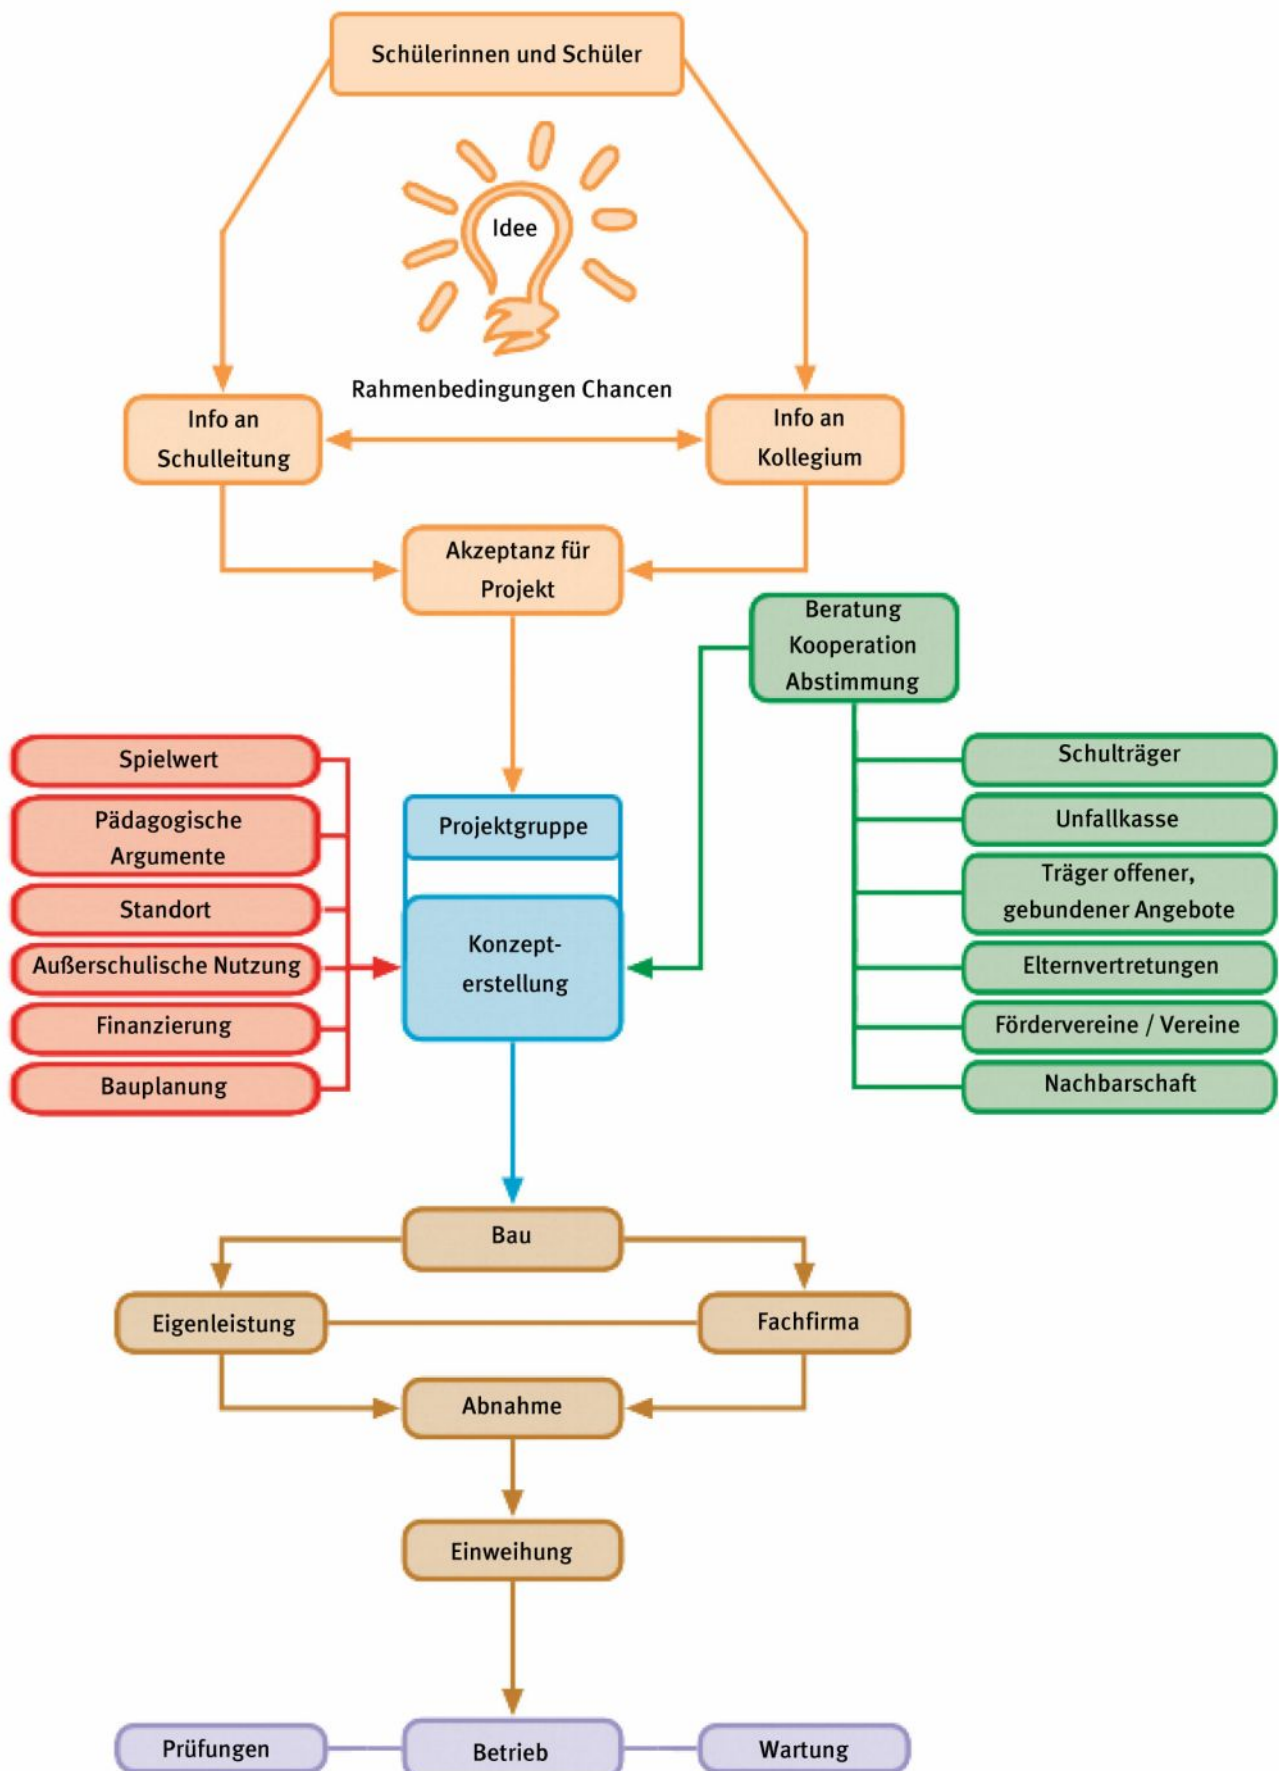 Schülerinnen und Schüler
Idee
Rahmenbedingungen Chancen
Info an
Schulleitung
Info an
Kollegium
Akzeptanz für
Projekt
Beratung
Kooperation
Abstimmung
Spielwert
Pädagogische
Argumente
Standort
Außerschulische Nutzung
Finanzierung
Bauplanung
Projektgruppe
Konzept-
erstellung
Schulträger
Unfallkasse
Träger offener,
gebundener Angebote
Elternvertretungen
Fördervereine / Vereine
Nachbarschaft
Bau
Eigenleistung
Fachfirma
Abnahme
Einweihung
Prüfungen
Betrieb
Wartung